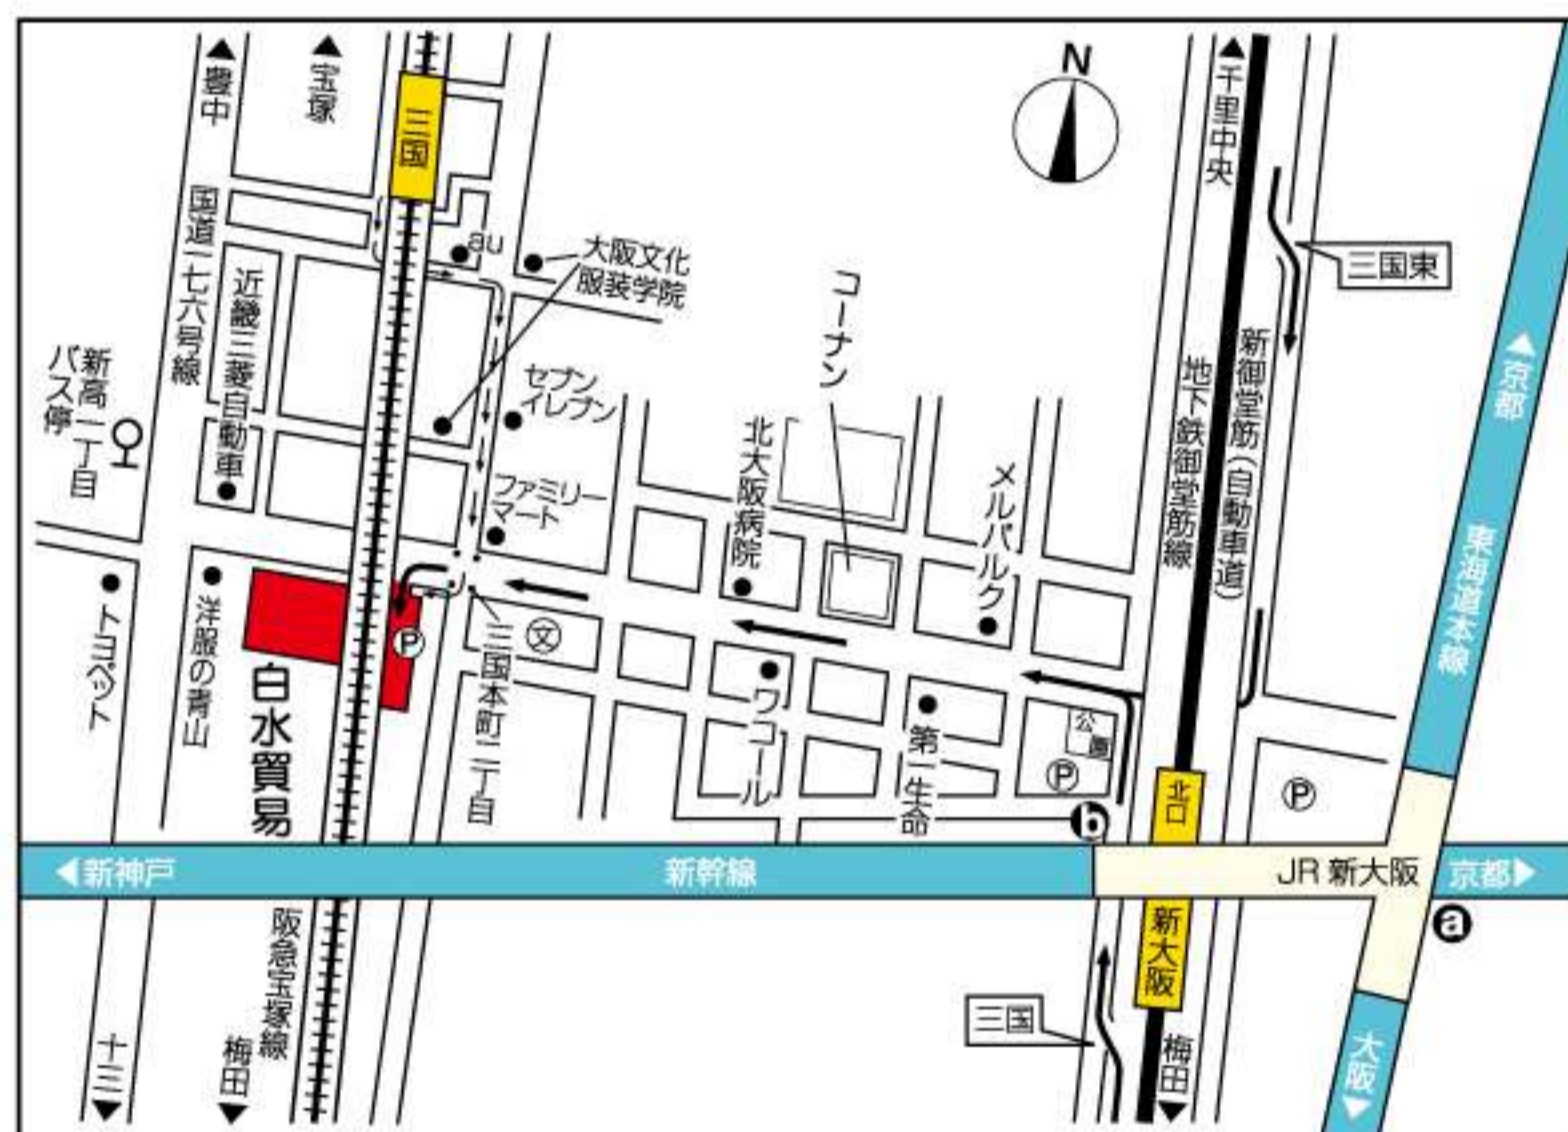 豊中
宝塚
三国
N
千里中央
国道一七六号線
au
大阪文化
服装学院
コーナン
三国東
近畿三菱自動車
新高一丁目
バス停
セブン
イレブン
ファミリー
マート
北大阪病院
メルパルク
地下鉄御堂筋線
新御堂筋(自動車道)
京都
東海道本線
トヨペット
洋服の青山
白水貿易
P
文
三国本町二丁目
ワコール
第一生命
公園
P
b
北口
P
新神戸
新幹線
JR 新大阪
京都
a
阪急宝塚線
新大阪
三国
十三
梅田
梅田
大阪